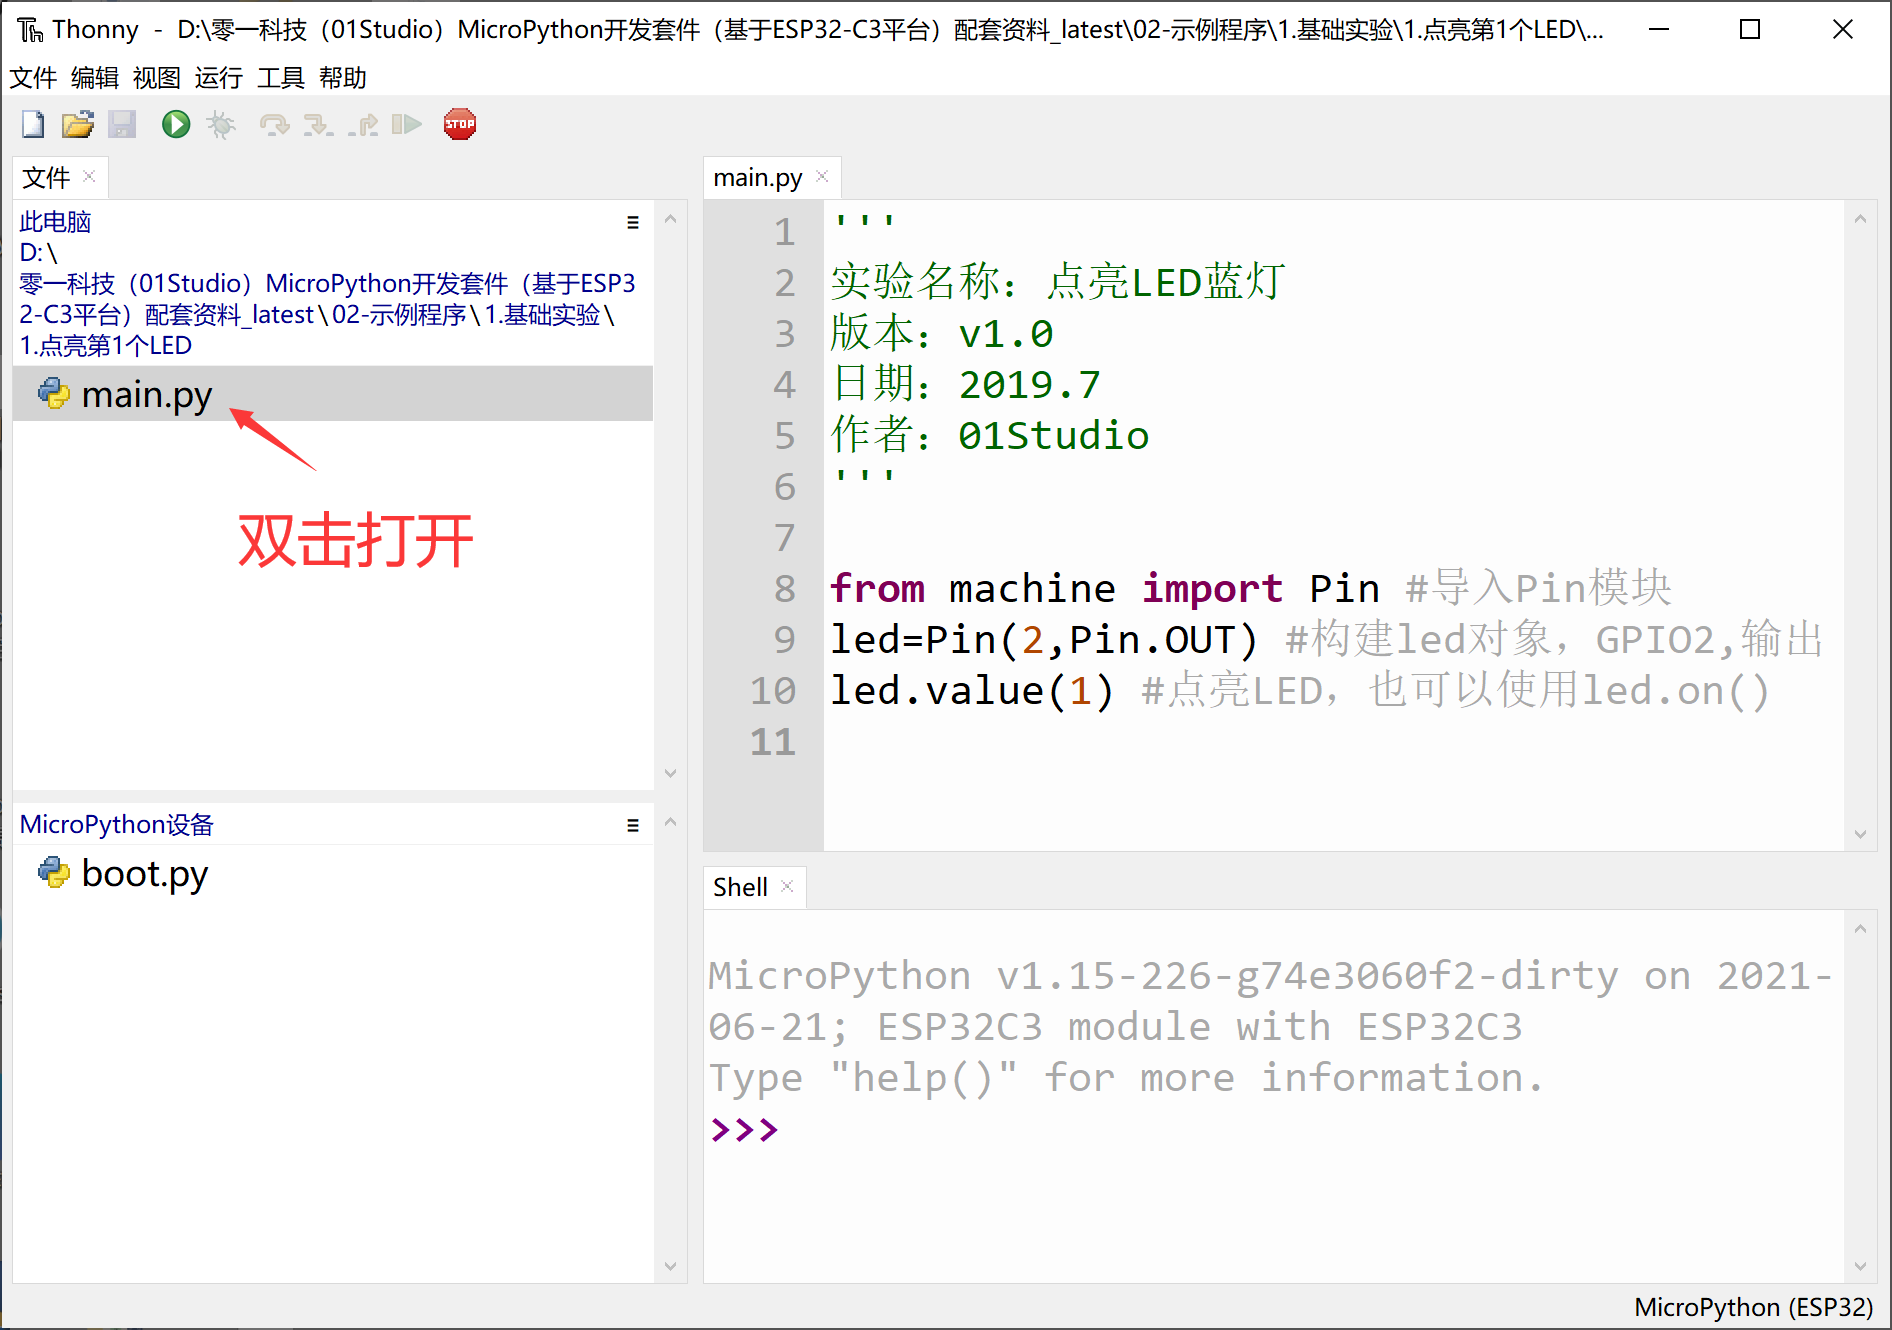 Thonny - D:\零一科技（01Studio）MicroPython开发套件（基于ESP32-C3平台）配套资料_latest\02-示例程序\1.基础实验\1.点亮第1个LED\...
文件 编辑 视图 运行 工具 帮助
STOP
文件
此电脑
D:\
零一科技（01Studio）MicroPython开发套件（基于ESP3
2-C3平台）配套资料_latest\02-示例程序\1.基础实验\
1.点亮第1个LED
main.py
双击打开
MicroPython设备
boot.py
main.py
1 '''
2 实验名称：点亮LED蓝灯
3 版本：v1.0
4 日期：2019.7
5 作者：01Studio
6 '''
7
8 from machine import Pin #导入Pin模块
9 led=Pin(2,Pin.OUT) #构建led对象，GPIO2,输出
10 led.value(1) #点亮LED，也可以使用led.on()
11
Shell
MicroPython v1.15-226-g74e3060f2-dirty on 2021-
06-21; ESP32C3 module with ESP32C3
Type "help()" for more information.
>>>
MicroPython (ESP32)